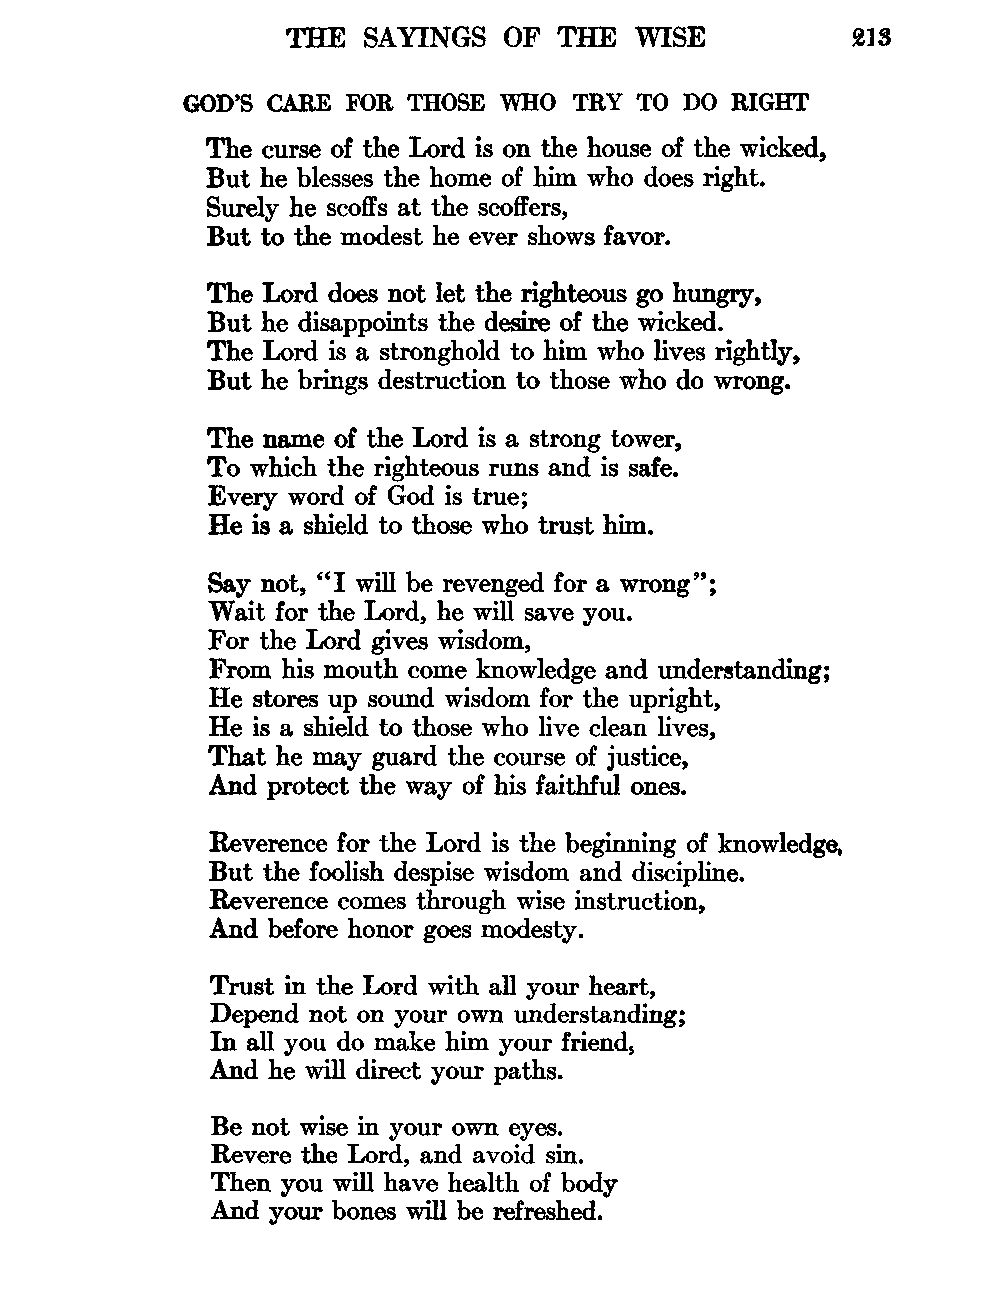 THE SAYINGS OF THE WISE 213
GOD'S CARE FOR THOSE WHO TRY TO DO RIGHT
The curse of the Lord is on the house of the wicked,
But he blesses the home of him who does right.
Surely he scoffs at the scoffers,
But to the modest he ever shows favor.
The Lord does not let the righteous go hungry,
But he disappoints the desire of the wicked.
The Lord is a stronghold to him who lives rightly,
But he brings destruction to those who do wrong.
The name of the Lord is a strong tower,
To which the righteous runs and is safe.
Every word of God is true;
He is a shield to those who trust him.
Say not, “I will be revenged for a wrong”;
Wait for the Lord, he will save you.
For the Lord gives wisdom,
From his mouth come knowledge and understanding;
He stores up sound wisdom for the upright,
He is a shield to those who live clean lives,
That he may guard the course of justice,
And protect the way of his faithful ones.
Reverence for the Lord is the beginning of knowledge,
But the foolish despise wisdom and discipline.
Reverence comes through wise instruction,
And before honor goes modesty.
Trust in the Lord with all your heart,
Depend not on your own understanding;
In all you do make him your friend,
And he will direct your paths.
Be not wise in your own eyes.
Revere the Lord, and avoid sin.
Then you will have health of body
And your bones will be refreshed.